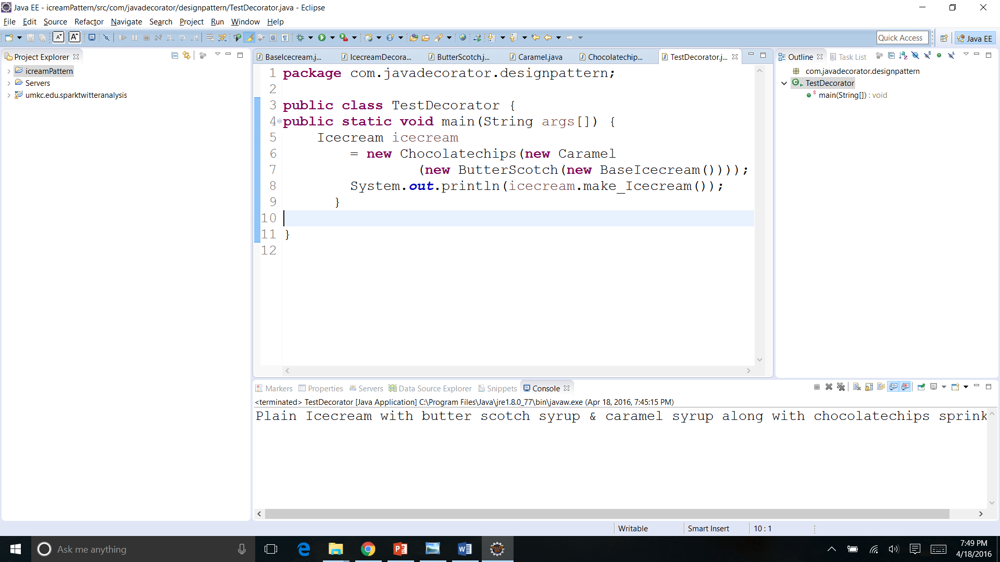 Java EE - icreamPattern/src/com/javadecorator/designpattern/TestDecorator.java - Eclipse
File Edit Source Refactor Navigate Search Project Run Window Help
Quick Access
Java EE
Project Explorer
icreamPattern
Servers
umkc.edu.sparktwitteranalysis
BaseIcecream.j... IcecreamDecora... ButterScotch.j... Caramel.java Chocolatechip... TestDecorator.j...
1 package com.javadecorator.designpattern;
2
3 public class TestDecorator {
4 public static void main(String args[]) {
5 Icecream icecream
6 = new Chocolatechips(new Caramel
7 (new ButterScotch(new BaseIcecream())));
8 System.out.println(icecream.make_Icecream());
9 }
10
11 }
12
Outline Task List
com.javadecorator.designpattern
TestDecorator
main(String[]) : void
Markers Properties Servers Data Source Explorer Snippets Console
<terminated> TestDecorator [Java Application] C:\Program Files\Java\jre1.8.0_77\bin\javaw.exe (Apr 18, 2016, 7:45:15 PM)
Plain Icecream with butter scotch syrup & caramel syrup along with chocolatechips sprink
Writable Smart Insert 10 : 1
Ask me anything
7:49 PM
4/18/2016